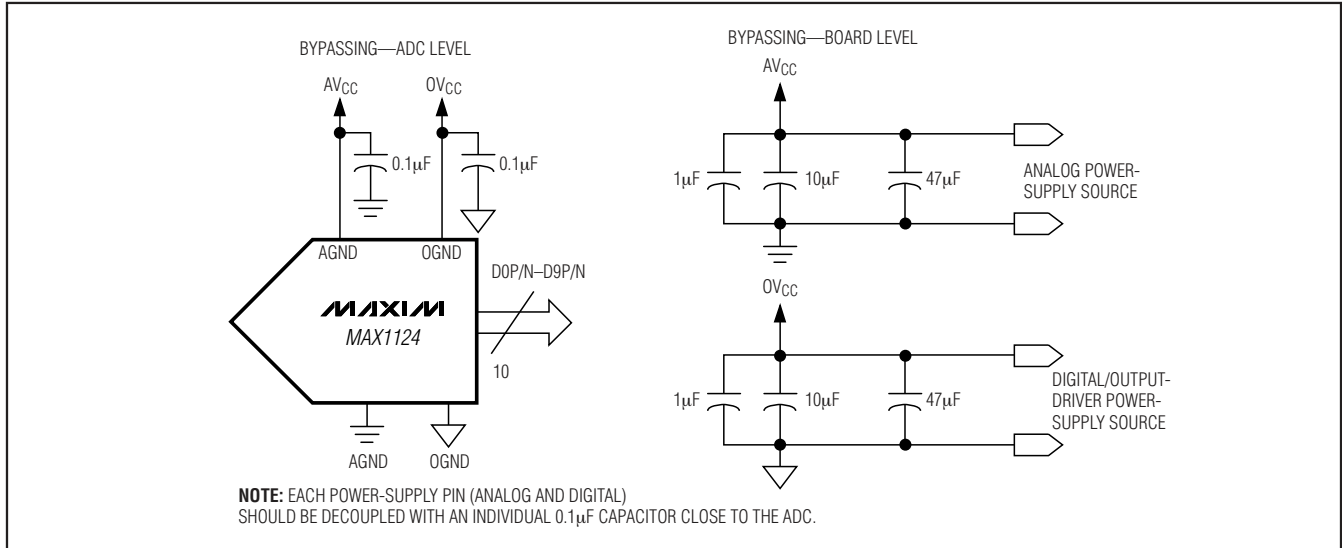 BYPASSING—ADC LEVEL
AVCC
OVCC
0.1μF
0.1μF
AGND
OGND
D0P/N–D9P/N
MAXIM
MAX1124
10
AGND
OGND
BYPASSING—BOARD LEVEL
AVCC
1μF
10μF
47μF
ANALOG POWER-
SUPPLY SOURCE
OVCC
1μF
10μF
47μF
DIGITAL/OUTPUT-
DRIVER POWER-
SUPPLY SOURCE
NOTE: EACH POWER-SUPPLY PIN (ANALOG AND DIGITAL)
SHOULD BE DECOUPLED WITH AN INDIVIDUAL 0.1μF CAPACITOR CLOSE TO THE ADC.